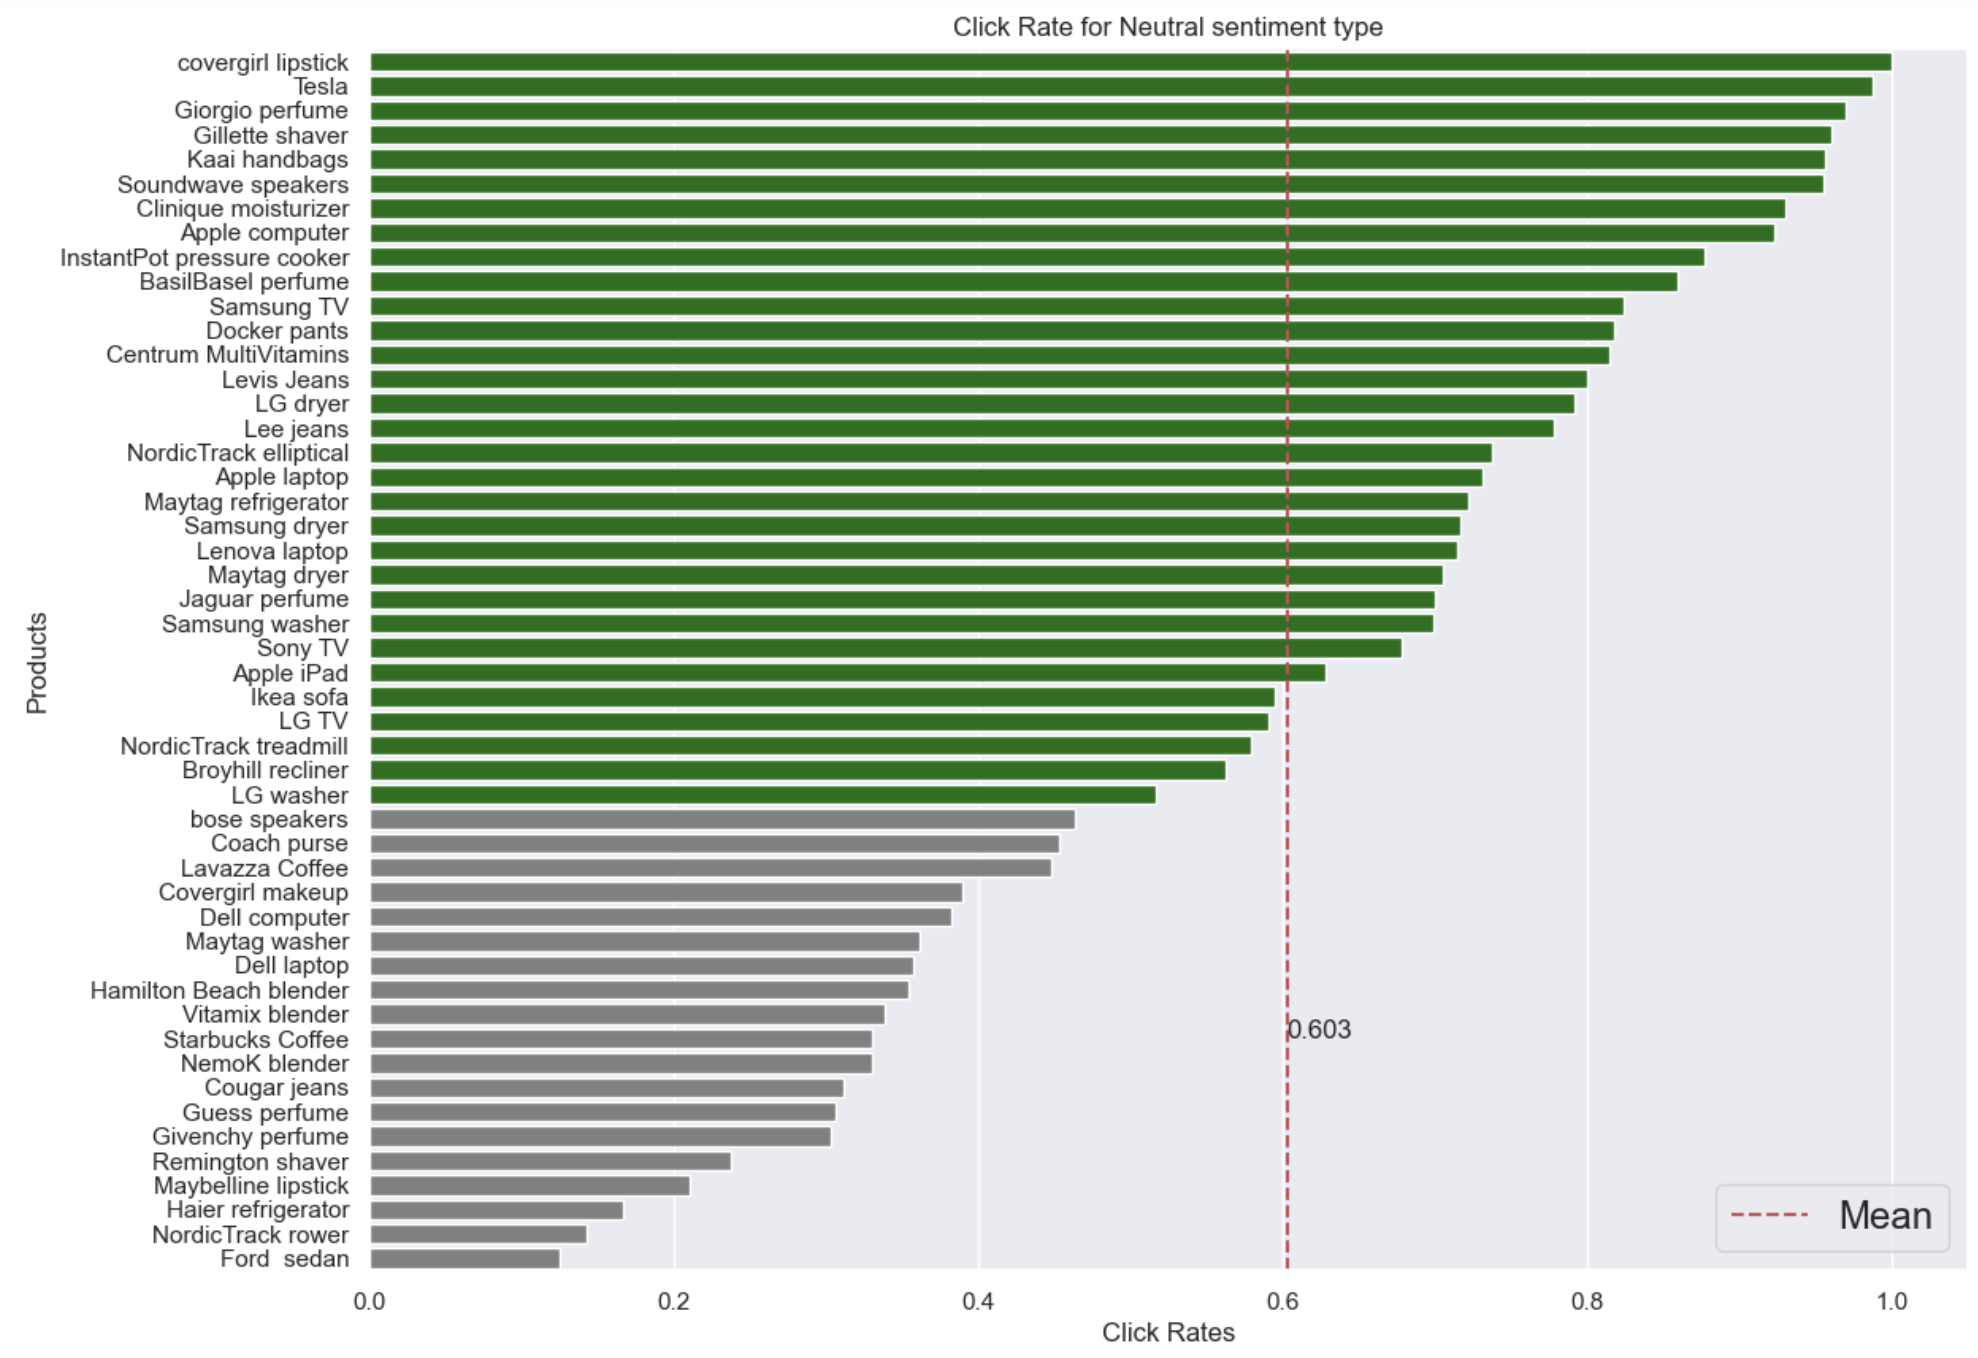 Click Rate for Neutral sentiment type
covergirl lipstick
Tesla
Giorgio perfume
Gillette shaver
Kaai handbags
Soundwave speakers
Clinique moisturizer
Apple computer
InstantPot pressure cooker
BasilBasel perfume
Samsung TV
Docker pants
Centrum MultiVitamins
Levis Jeans
LG dryer
Lee jeans
NordicTrack elliptical
Apple laptop
Maytag refrigerator
Samsung dryer
Lenova laptop
Maytag dryer
Jaguar perfume
Samsung washer
Sony TV
Apple iPad
Ikea sofa
LG TV
NordicTrack treadmill
Broyhill recliner
LG washer
bose speakers
Coach purse
Lavazza Coffee
Covergirl makeup
Dell computer
Maytag washer
Dell laptop
Hamilton Beach blender
Vitamix blender
Starbucks Coffee
NemoK blender
Cougar jeans
Guess perfume
Givenchy perfume
Remington shaver
Maybelline lipstick
Haier refrigerator
NordicTrack rower
Ford  sedan
Products
0.603
Mean
0.0 0.2 0.4 0.6 0.8 1.0
Click Rates